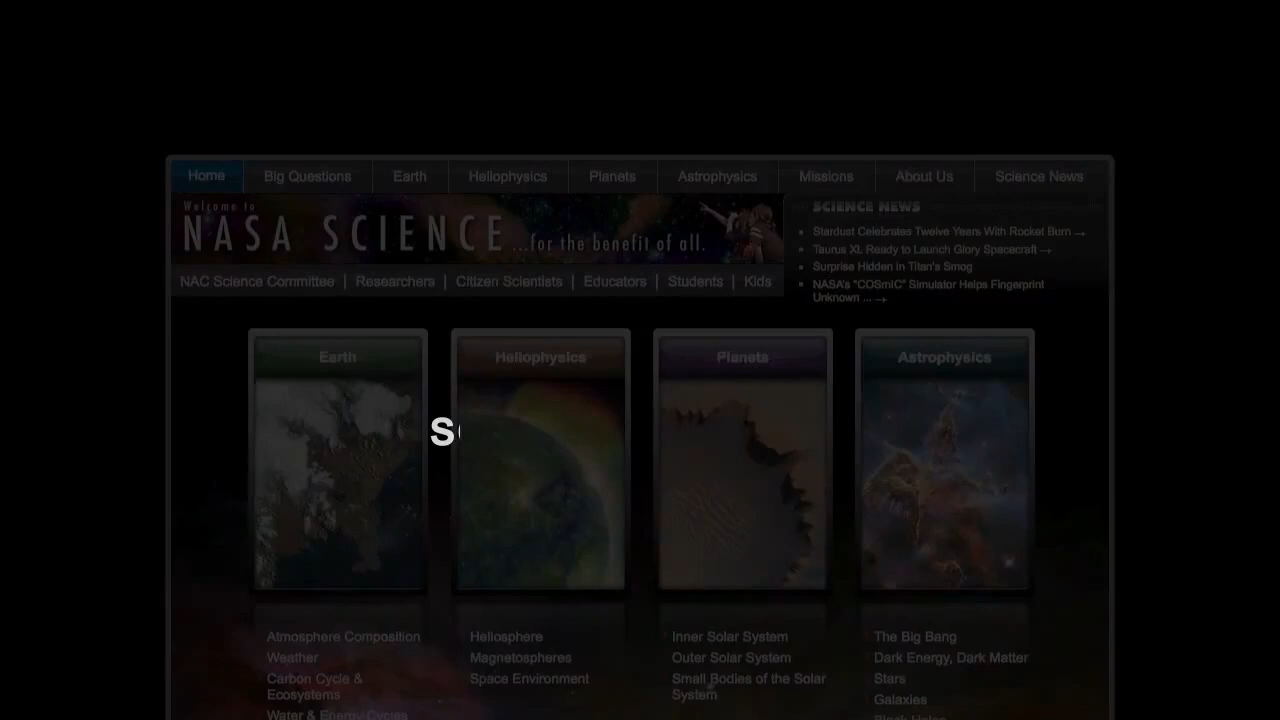 Home Big Questions Earth Heliophysics Planets Astrophysics Missions About Us Science News
Welcome to
NASA SCIENCE ...for the benefit of all.
SCIENCE NEWS
Stardust Celebrates Twelve Years With Rocket Burn →
Taurus XL Ready to Launch Glory Spacecraft →
Surprise Hidden in Titan's Smog
NASA's "COSmIC" Simulator Helps Fingerprint
Unknown ... →
NAC Science Committee | Researchers | Citizen Scientists | Educators | Students | Kids
Earth
Heliophysics
Planets
Astrophysics
S
Atmosphere Composition
Weather
Carbon Cycle &
Ecosystems
Water & Energy Cycles
Heliosphere
Magnetospheres
Space Environment
Inner Solar System
Outer Solar System
Small Bodies of the Solar
System
The Big Bang
Dark Energy, Dark Matter
Stars
Galaxies
Black Holes